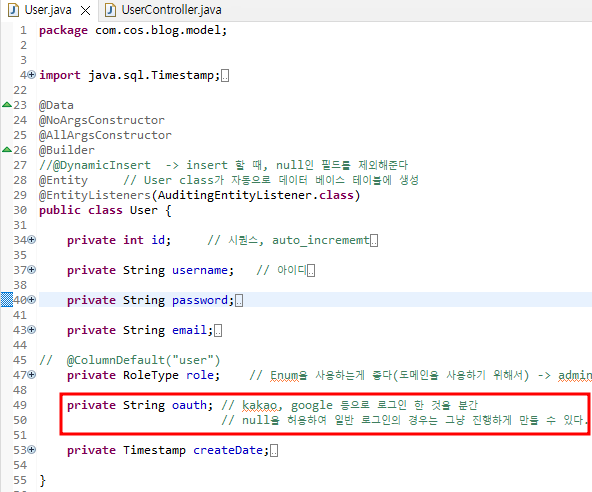 User.java
UserController.java
1 package com.cos.blog.model;
2
3
4 import java.sql.Timestamp;
22
23 @Data
24 @NoArgsConstructor
25 @AllArgsConstructor
26 @Builder
27 //@DynamicInsert -> insert 할 때, null인 필드를 제외해준다
28 @Entity // User class가 자동으로 데이터 베이스 테이블에 생성
29 @EntityListeners(AuditingEntityListener.class)
30 public class User {
31
34 private int id; // 시퀀스, auto_incrememt
35
37 private String username; // 아이디
39
40 private String password;
41
43 private String email;
44
45 // @ColumnDefault("user")
47 private RoleType role; // Enum을 사용하는게 좋다(도메인을 사용하기 위해서) -> admin
48
49 private String oauth; // kakao, google 등으로 로그인 한 것을 분간
50 // null을 허용하여 일반 로그인의 경우는 그냥 진행하게 만들 수 있다.
51
53 private Timestamp createDate;
54
55 }